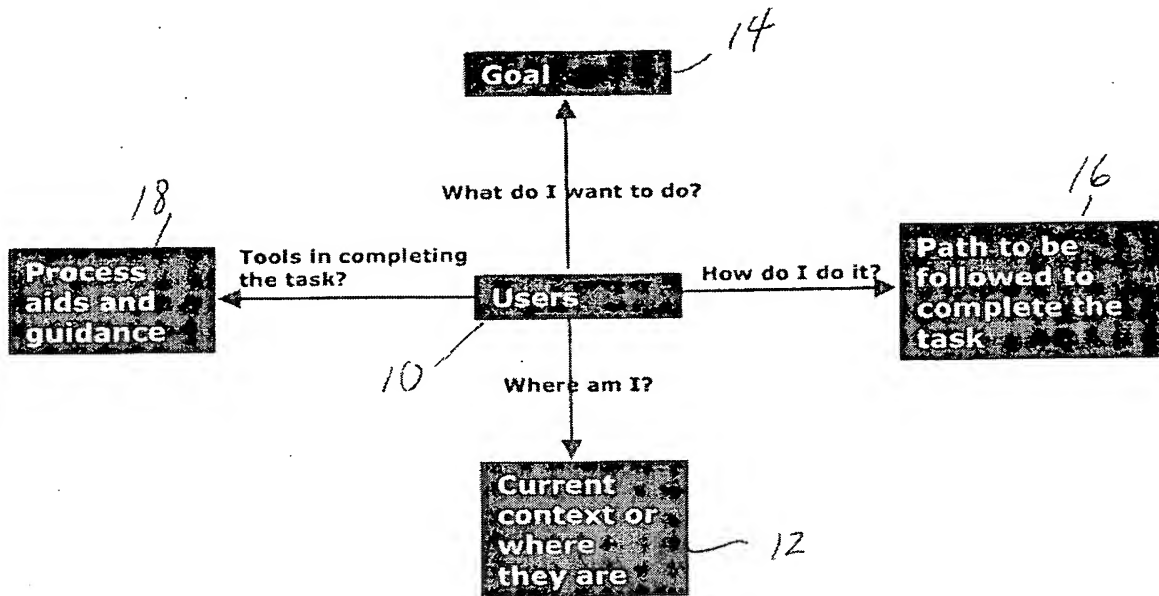 14
Goal
What do I want to do?
18
16
Process
aids and
guidance
Tools in completing
the task?
Users
How do I do it?
Path to be
followed to
complete the
task
10
Where am I?
Current
context or
where
they are
12